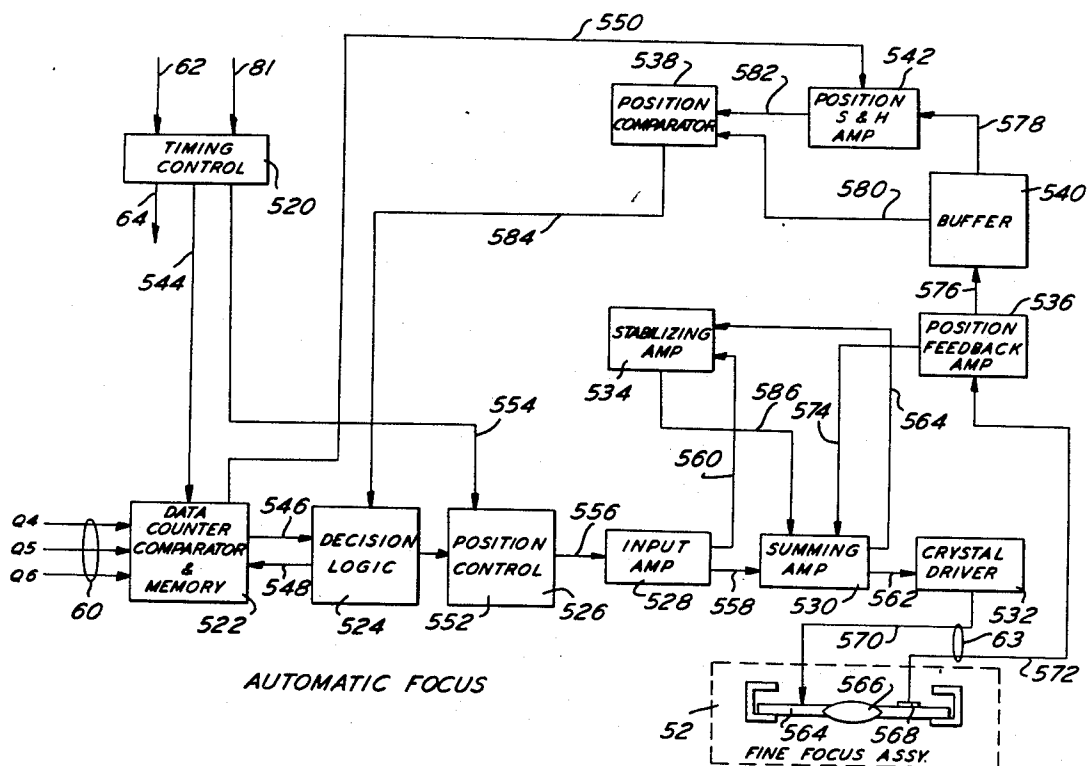 550
62
81
538
582
542
POSITION
COMPARATOR
POSITION
S & H
AMP
578
TIMING
CONTROL
520
64
544
584
580
540
BUFFER
576
536
STABILIZING
AMP
534
POSITION
FEEDBACK
AMP
586
574
564
554
560
Q4
Q5
Q6
60
DATA
COUNTER
COMPARATOR
&
MEMORY
522
546
548
DECISION
LOGIC
524
POSITION
CONTROL
552
526
556
INPUT
AMP
528
558
SUMMING
AMP
530
562
CRYSTAL
DRIVER
532
570
63
572
AUTOMATIC FOCUS
52
564
566
568
FINE FOCUS ASSY.